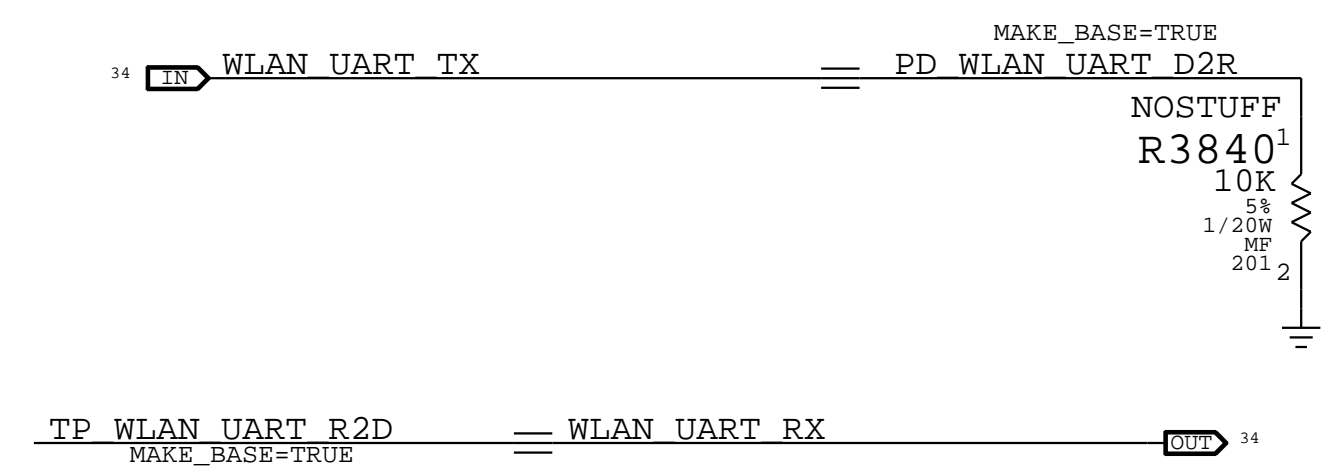 MAKE_BASE=TRUE
34 IN WLAN_UART_TX PD_WLAN_UART_D2R
NOSTUFF
R3840 1
10K
5%
1/20W
MF
201 2
TP_WLAN_UART_R2D WLAN_UART_RX OUT 34
MAKE_BASE=TRUE